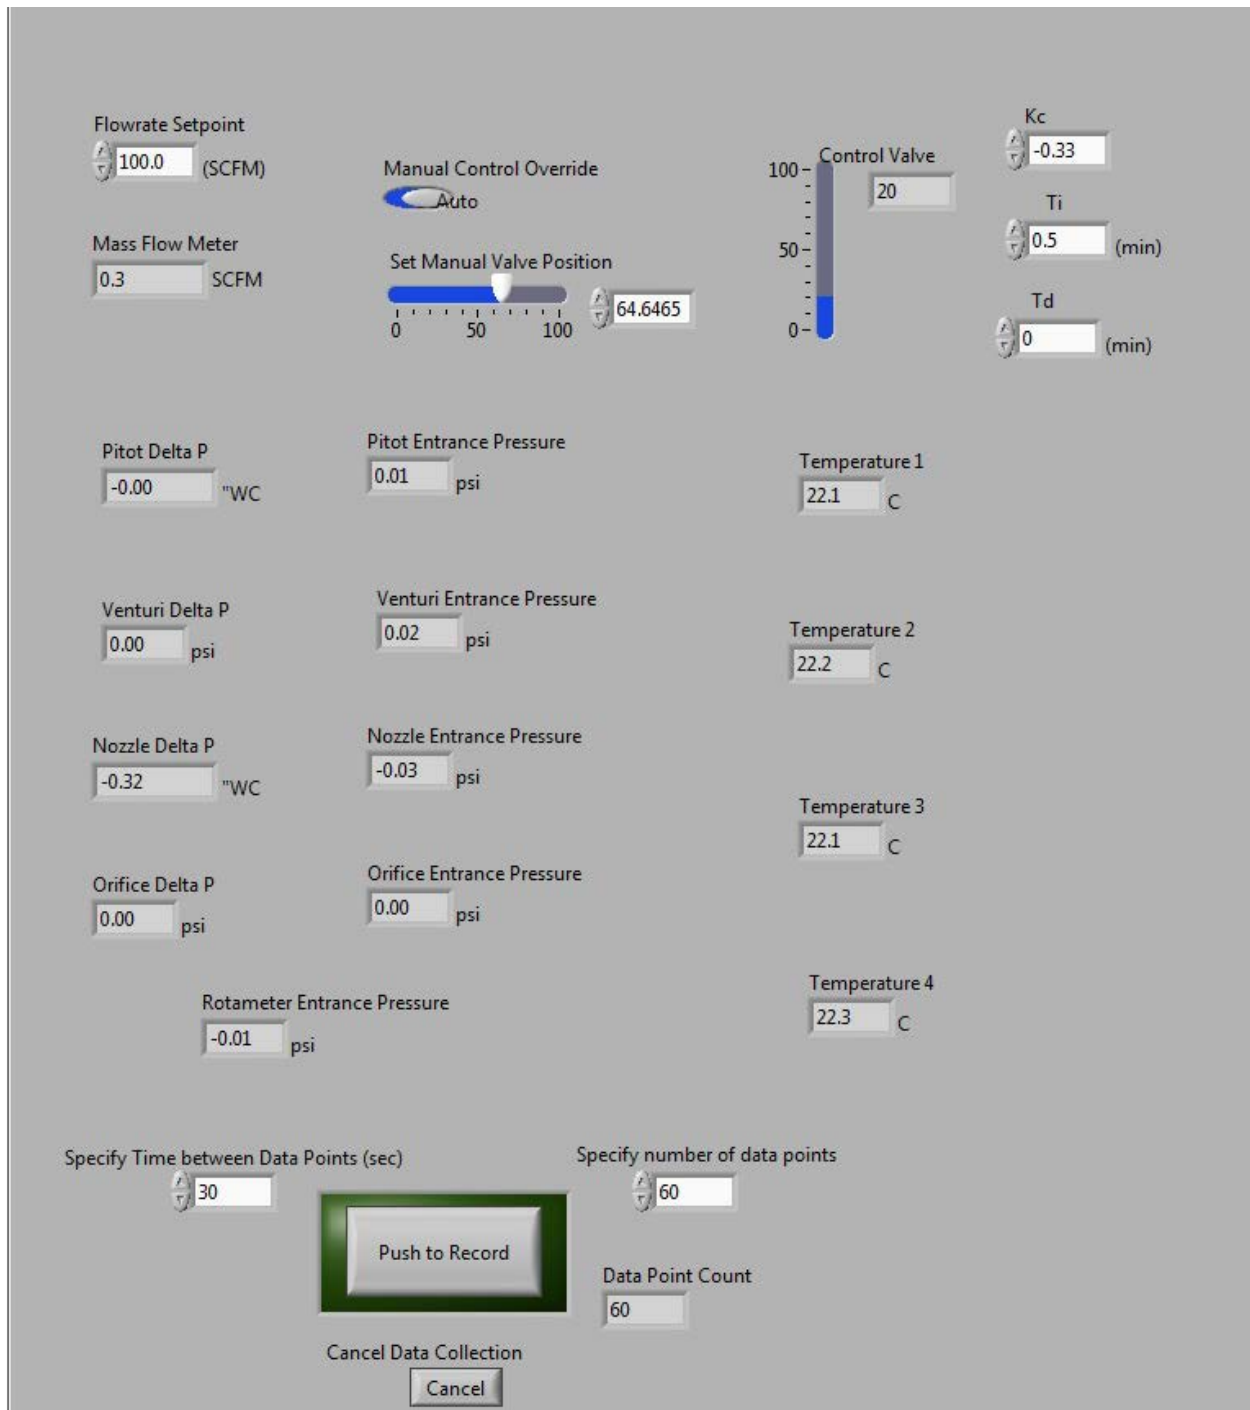 Flowrate Setpoint
100.0 (SCFM)
Manual Control Override
Auto
Control Valve
20
100
50
0
Kc
-0.33
Ti
0.5 (min)
Td
0 (min)
Mass Flow Meter
0.3 SCFM
Set Manual Valve Position
64.6465
0 50 100
Pitot Delta P
-0.00 "WC
Pitot Entrance Pressure
0.01 psi
Temperature 1
22.1 C
Venturi Delta P
0.00 psi
Venturi Entrance Pressure
0.02 psi
Temperature 2
22.2 C
Nozzle Delta P
-0.32 "WC
Nozzle Entrance Pressure
-0.03 psi
Temperature 3
22.1 C
Orifice Delta P
0.00 psi
Orifice Entrance Pressure
0.00 psi
Temperature 4
22.3 C
Rotameter Entrance Pressure
-0.01 psi
Specify Time between Data Points (sec)
30
Specify number of data points
60
Push to Record
Data Point Count
60
Cancel Data Collection
Cancel